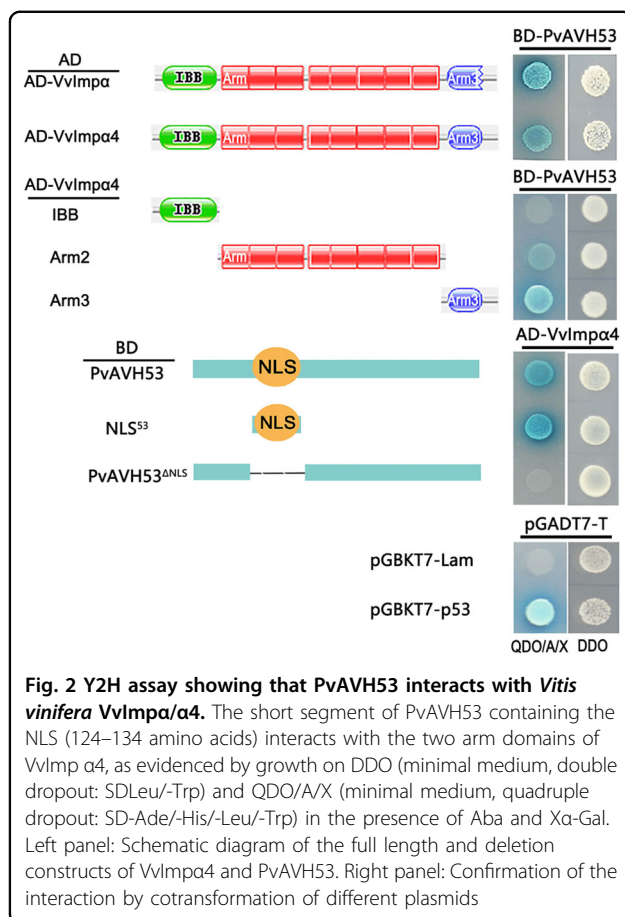 AD
BD-PvAVH53
AD-VvImpα
IBB Arm Arm3
AD-VvImpα4
IBB Arm Arm3
AD-VvImpα4
BD-PvAVH53
IBB
IBB
Arm2
Arm
Arm3
Arm3
AD-VvImpα4
BD
PvAVH53
NLS
NLS53
NLS
PvAVH53ΔNLS
pGADT7-T
pGBKT7-Lam
pGBKT7-p53
QDO/A/X DDO
Fig. 2 Y2H assay showing that PvAVH53 interacts with Vitis
vinifera VvImpα/α4. The short segment of PvAVH53 containing the
NLS (124–134 amino acids) interacts with the two arm domains of
VvImp α4, as evidenced by growth on DDO (minimal medium, double
dropout: SDLeu/-Trp) and QDO/A/X (minimal medium, quadruple
dropout: SD-Ade/-His/-Leu/-Trp) in the presence of Aba and Xα-Gal.
Left panel: Schematic diagram of the full length and deletion
constructs of VvImpα4 and PvAVH53. Right panel: Confirmation of the
interaction by cotransformation of different plasmids